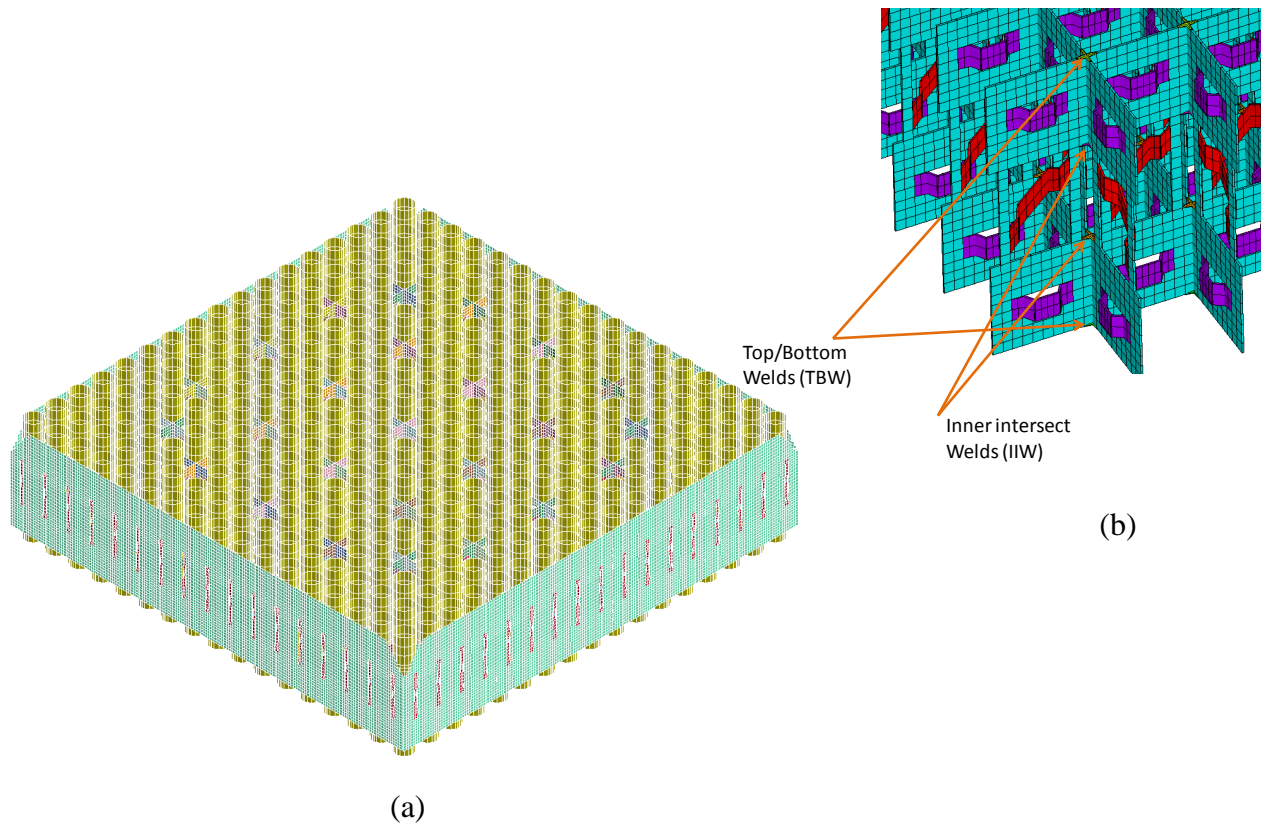 Top/Bottom
Welds (TBW)
Inner intersect
Welds (IIW)
(b)
(a)